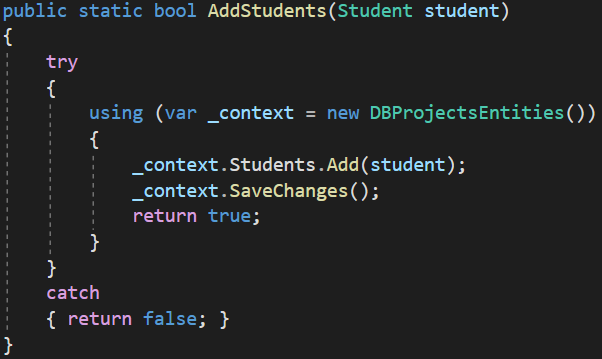 public static bool AddStudents(Student student)
{
try
{
using (var _context = new DBProjectsEntities())
{
_context.Students.Add(student);
_context.SaveChanges();
return true;
}
}
catch
{ return false; }
}